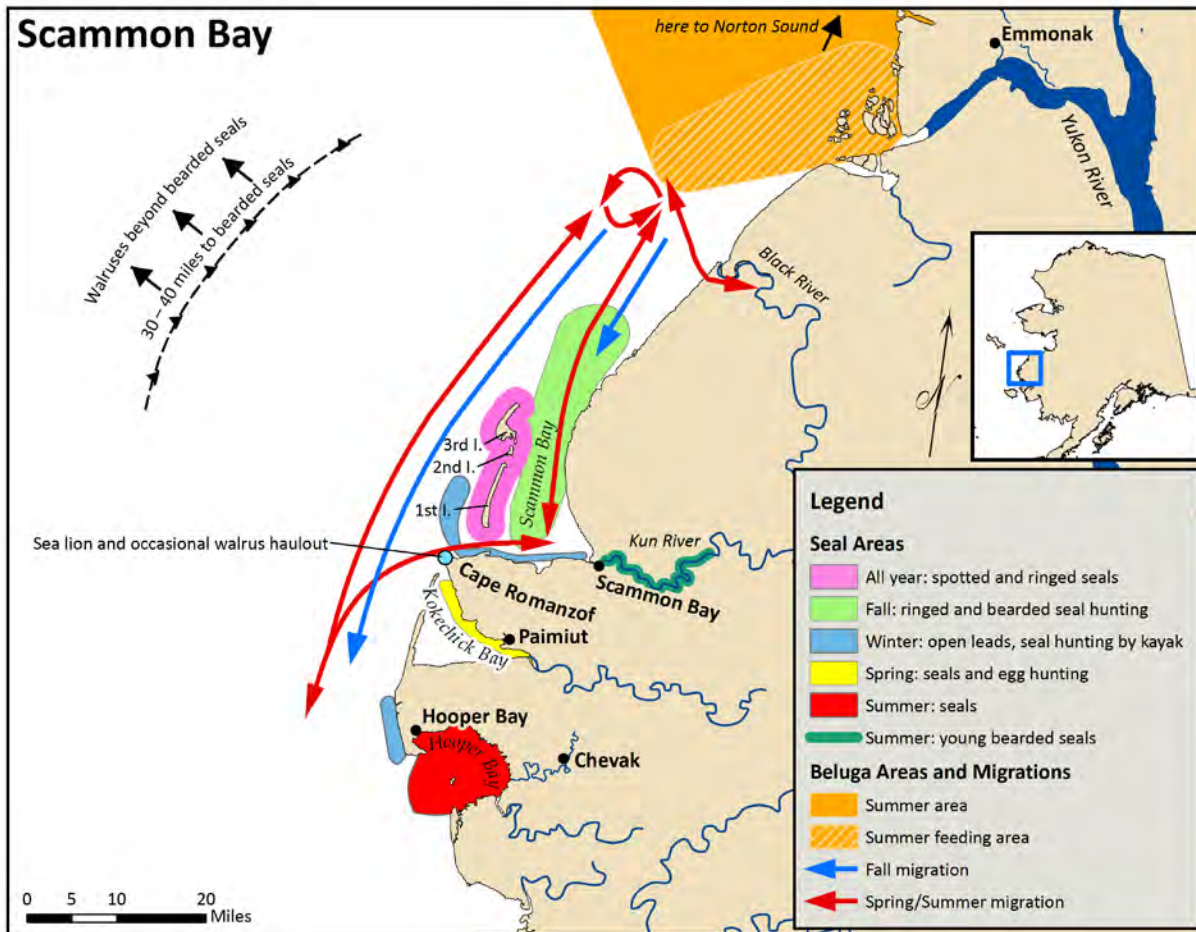 Scammon Bay
here to Norton Sound
Emmonak
Yukon River
Walruses beyond bearded seals
30 – 40 miles to bearded seals
Black River
3rd I.
2nd I.
1st I.
Scammon Bay
Sea lion and occasional walrus haulout
Kun River
Cape Romanzof
Scammon Bay
Kokechick Bay
Paimiut
Hooper Bay
Hooper Bay
Chevak
0 5 10 20
Miles
Legend
Seal Areas
All year: spotted and ringed seals
Fall: ringed and bearded seal hunting
Winter: open leads, seal hunting by kayak
Spring: seals and egg hunting
Summer: seals
Summer: young bearded seals
Beluga Areas and Migrations
Summer area
Summer feeding area
Fall migration
Spring/Summer migration